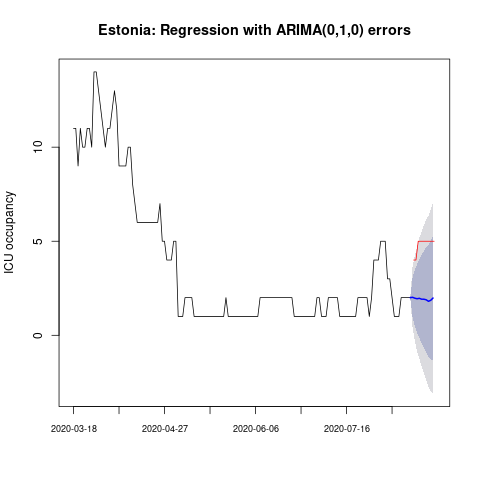 Estonia: Regression with ARIMA(0,1,0) errors
ICU occupancy
10
5
0
2020-03-18 2020-04-27 2020-06-06 2020-07-16